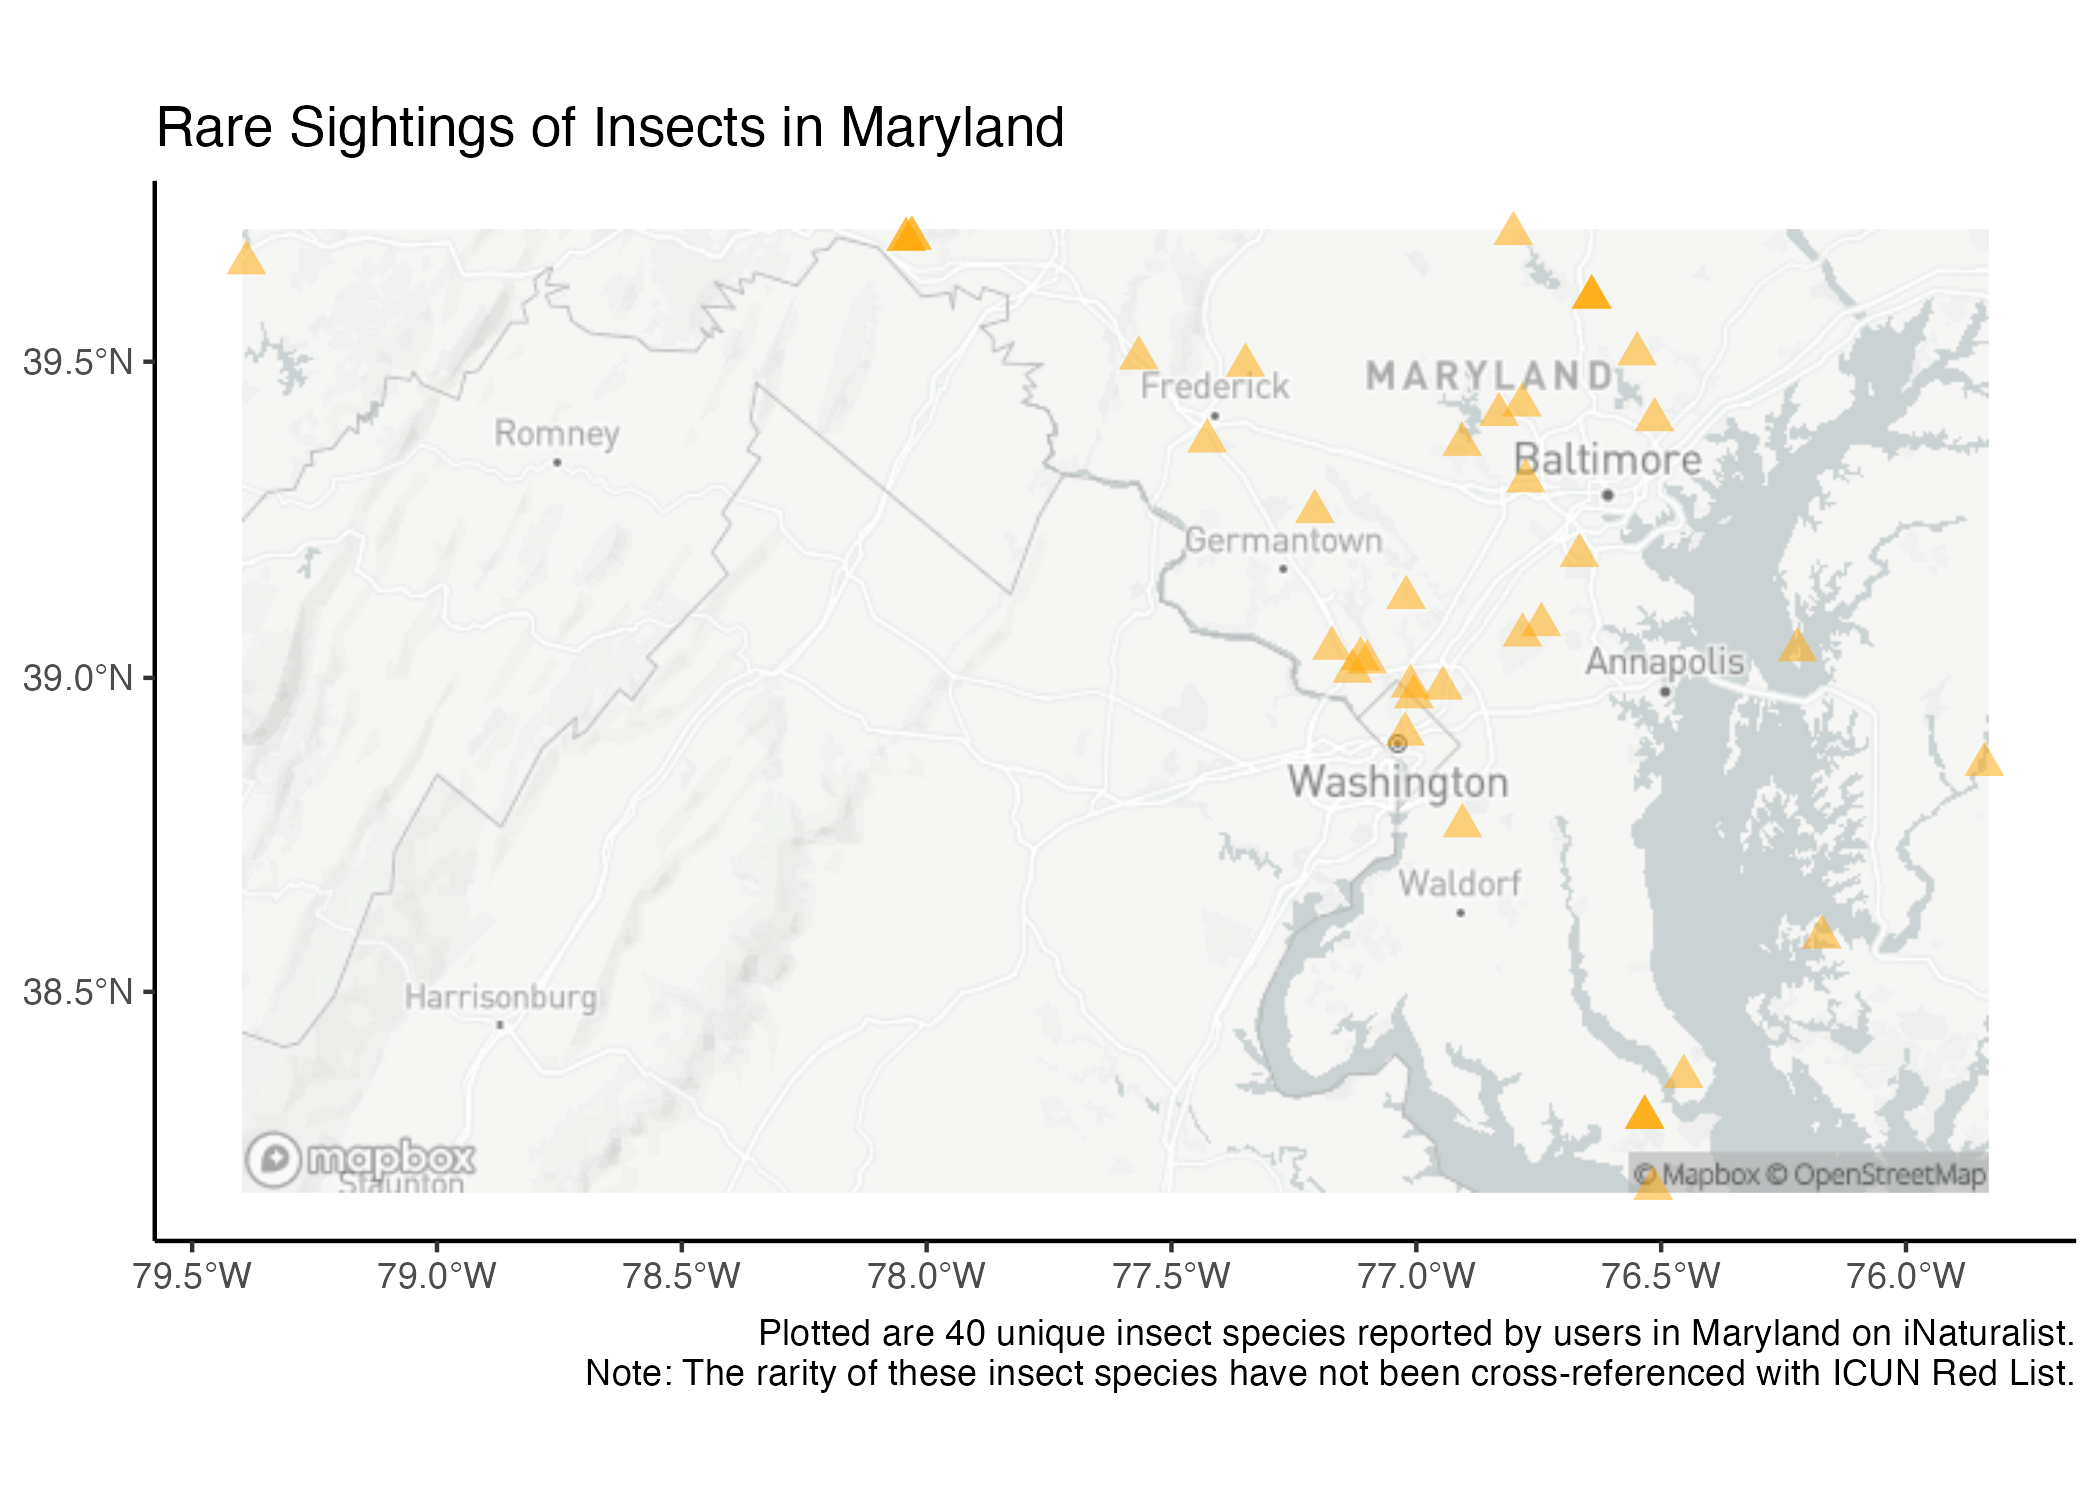 Rare Sightings of Insects in Maryland
39.5°N
39.0°N
38.5°N
MARYLAND
Frederick
Romney
Baltimore
Germantown
Annapolis
Washington
Waldorf
Harrisonburg
mapbox
Staunton
© Mapbox © OpenStreetMap
79.5°W 79.0°W 78.5°W 78.0°W 77.5°W 77.0°W 76.5°W 76.0°W
Plotted are 40 unique insect species reported by users in Maryland on iNaturalist.
Note: The rarity of these insect species have not been cross-referenced with ICUN Red List.